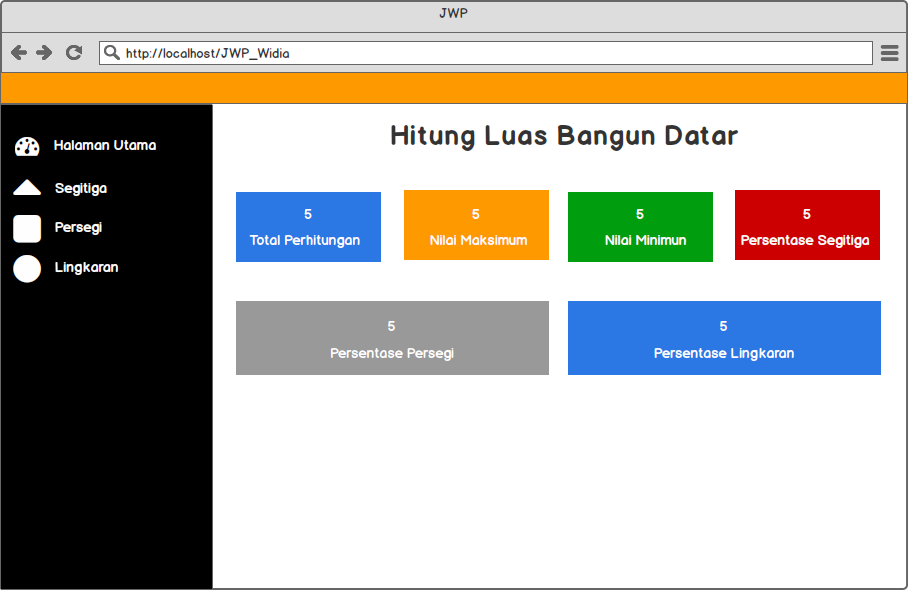 JWP
http://localhost/JWP_Widia
Halaman Utama
Segitiga
Persegi
Lingkaran
Hitung Luas Bangun Datar
5
Total Perhitungan
5
Nilai Maksimum
5
Nilai Minimun
5
Persentase Segitiga
5
Persentase Persegi
5
Persentase Lingkaran